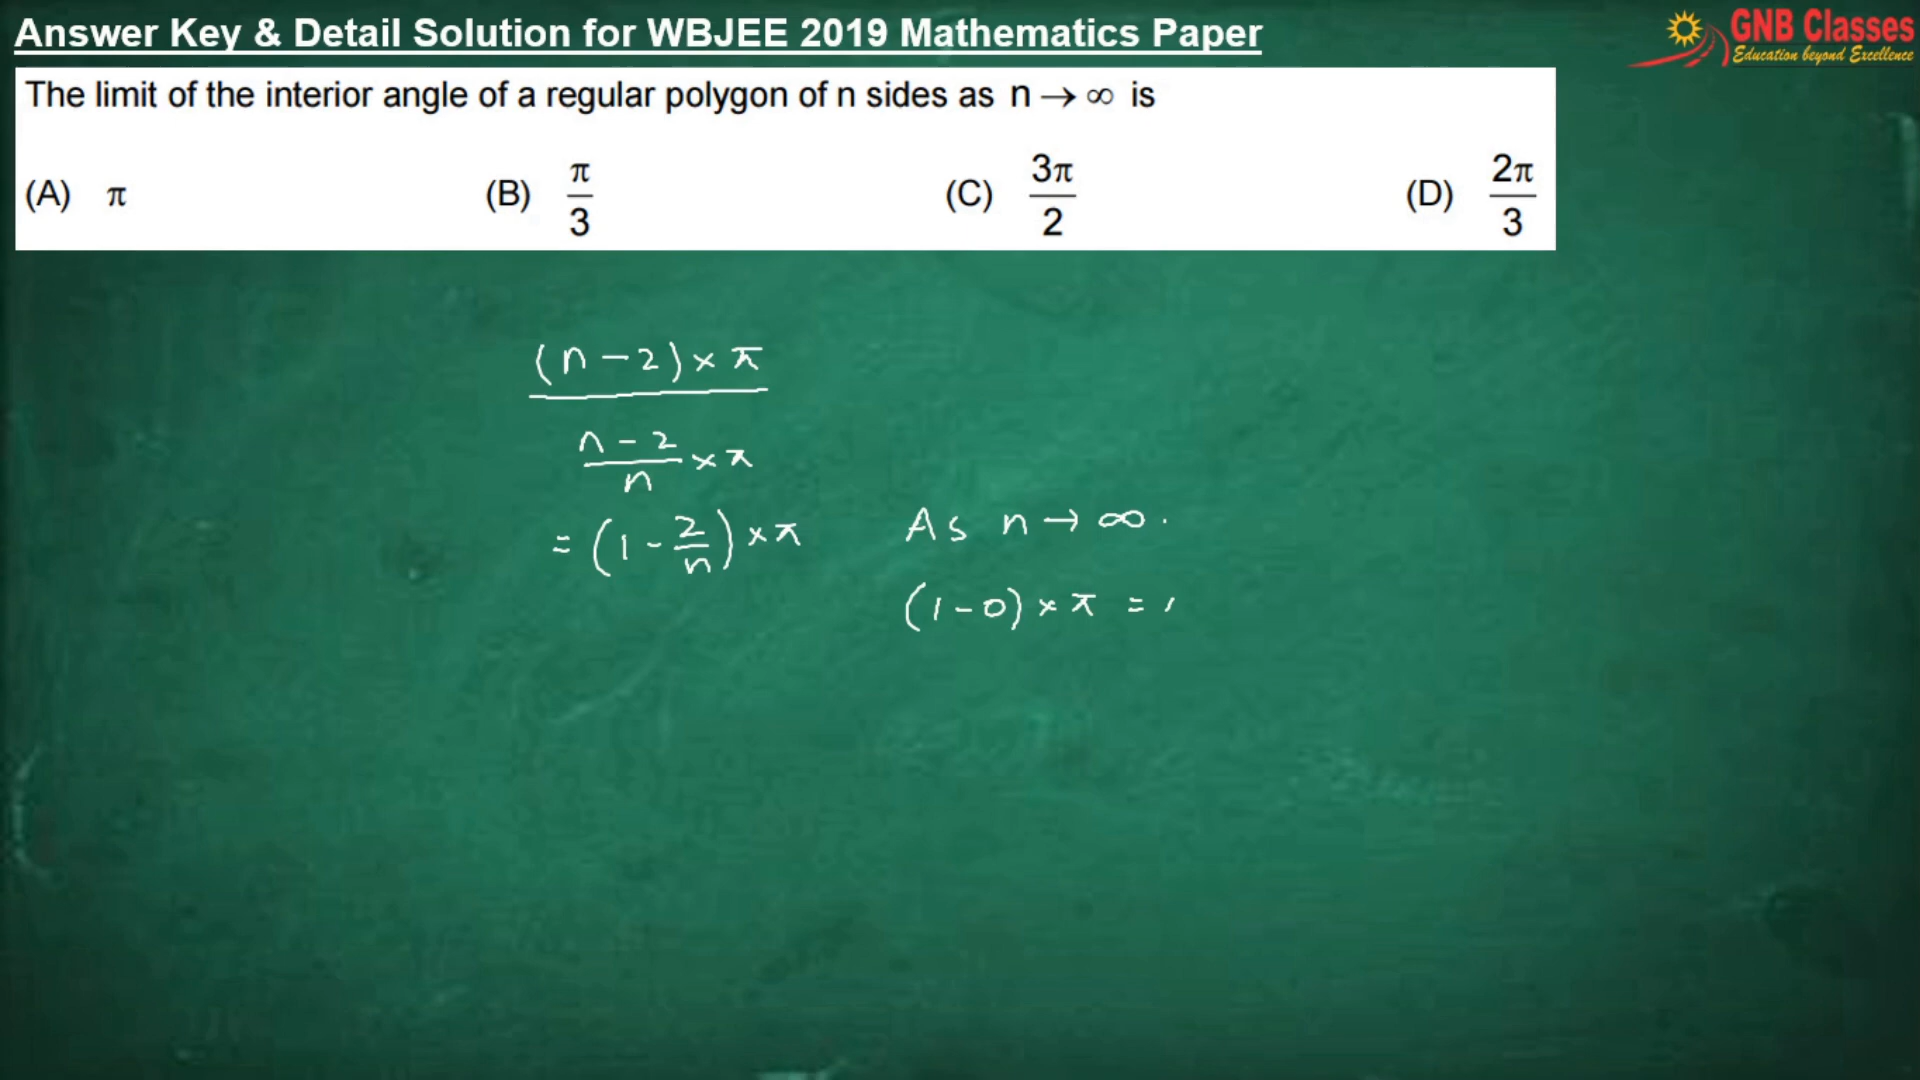 Answer Key & Detail Solution for WBJEE 2019 Mathematics Paper
GNB Classes
Education beyond Excellence
The limit of the interior angle of a regular polygon of n sides as n → ∞ is
(A) π (B) π/3 (C) 3π/2 (D) 2π/3
(n-2)×π
n-2/n × π
= (1 - 2/n) × π As n → ∞.
(1-0) × π =